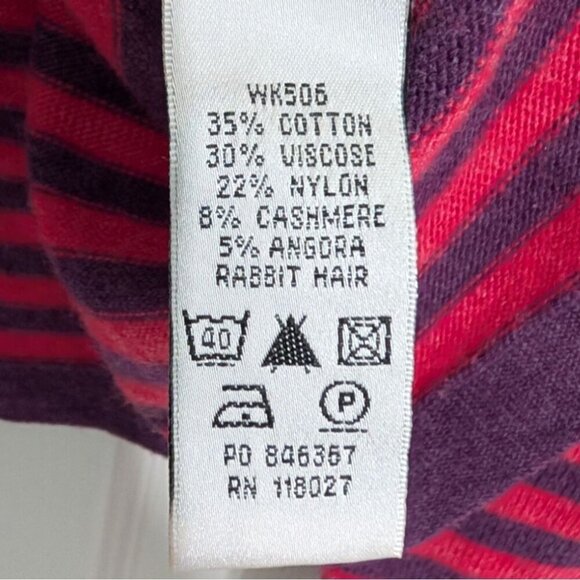 WK506
35% COTTON
30% VISCOSE
22% NYLON
8% CASHMERE
5% ANGORA
RABBIT HAIR
40
P
PO 846367
RN 118027